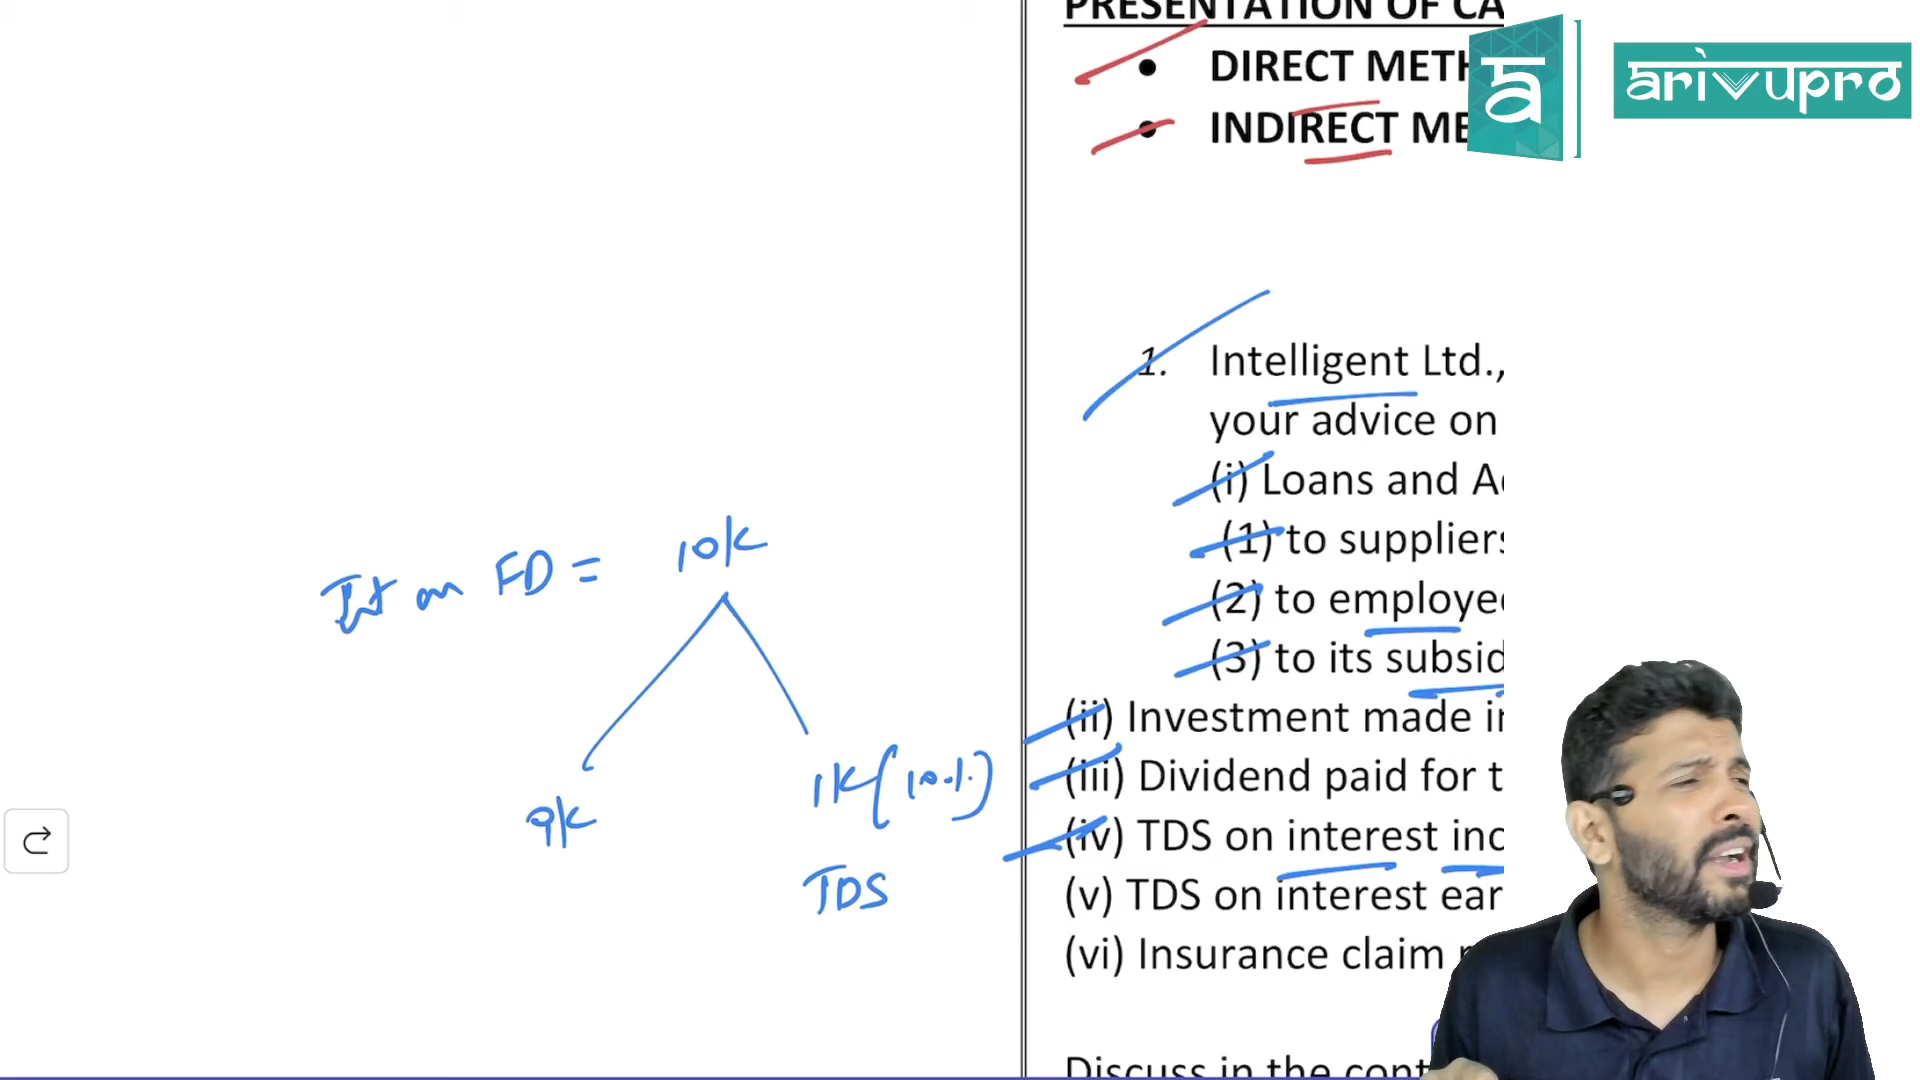 PRESENTATION OF CA
DIRECT METH
INDIRECT ME
arivupro
1. Intelligent Ltd.,
your advice on
(i) Loans and A
(1) to suppliers
(2) to employe
(3) to its subsid
(ii) Investment made i
(iii) Dividend paid for t
(iv) TDS on interest inc
(v) TDS on interest ear
(vi) Insurance claim
Discuss in the cont
Int on FD = 10K
9K
1K (10%)
TDS